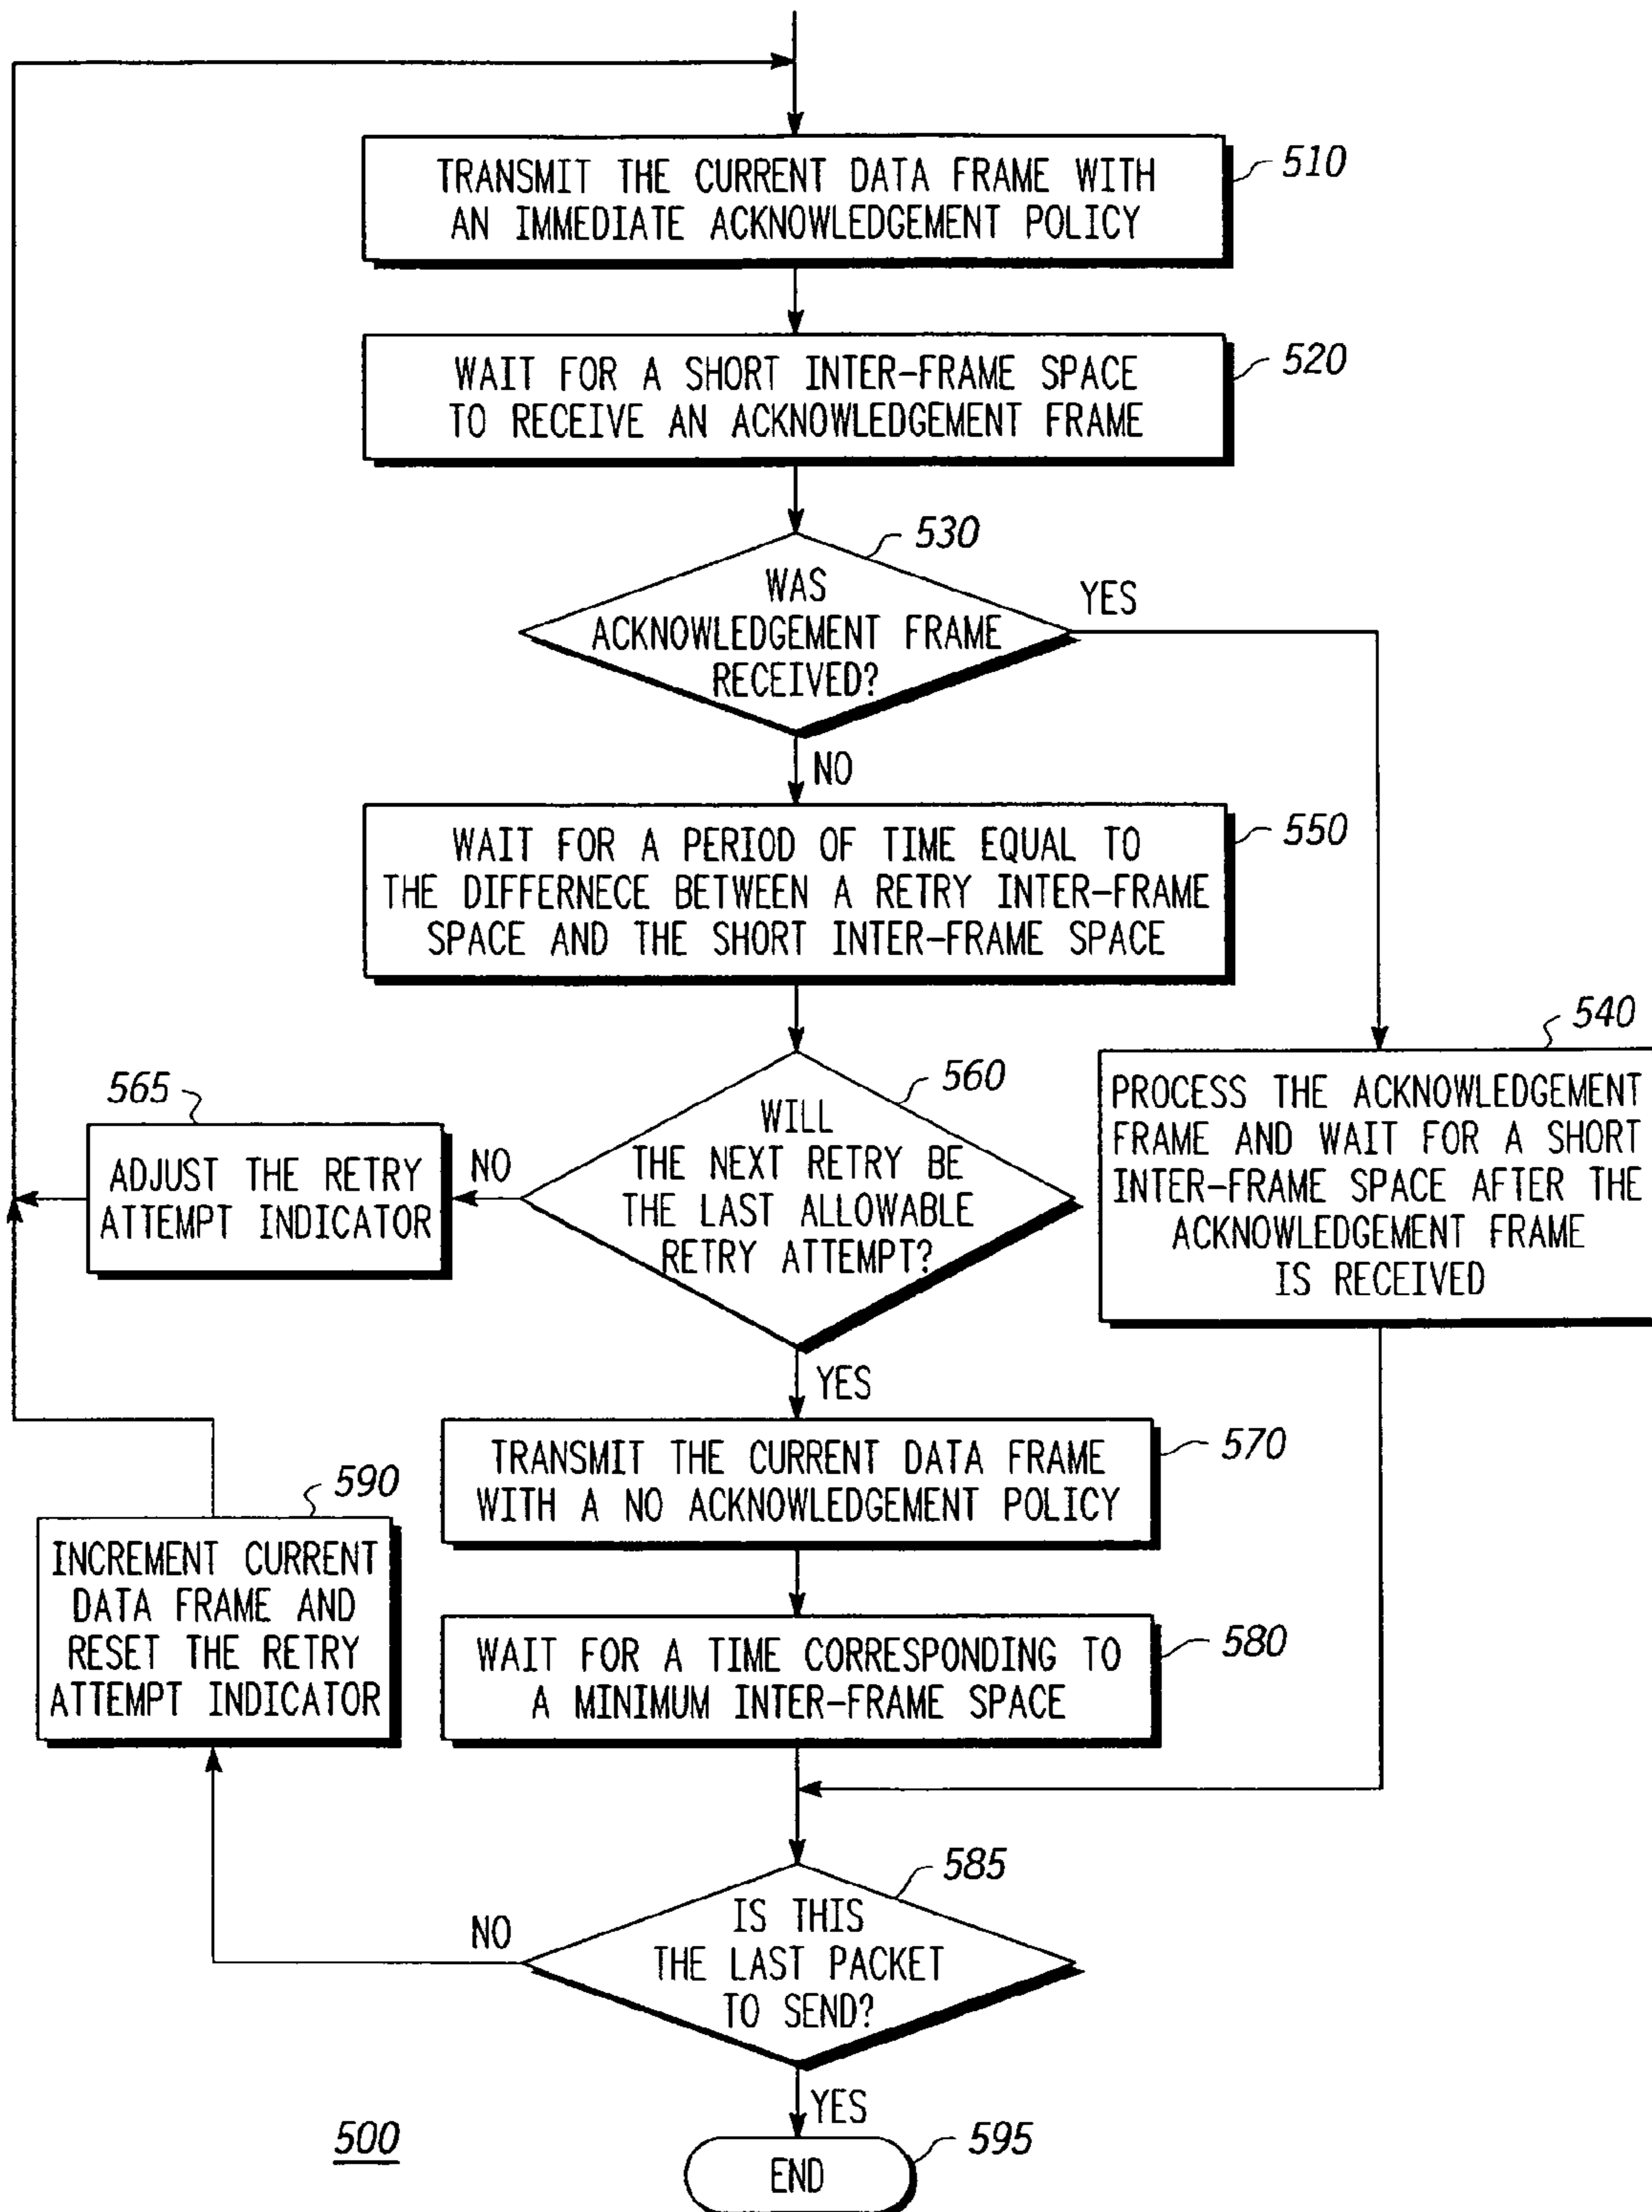 TRANSMIT THE CURRENT DATA FRAME WITH
AN IMMEDIATE ACKNOWLEDGEMENT POLICY
510
WAIT FOR A SHORT INTER-FRAME SPACE
TO RECEIVE AN ACKNOWLEDGEMENT FRAME
520
530
WAS
ACKNOWLEDGEMENT FRAME
RECEIVED?
YES
NO
WAIT FOR A PERIOD OF TIME EQUAL TO
THE DIFFERNECE BETWEEN A RETRY INTER-FRAME
SPACE AND THE SHORT INTER-FRAME SPACE
550
540
PROCESS THE ACKNOWLEDGEMENT
FRAME AND WAIT FOR A SHORT
INTER-FRAME SPACE AFTER THE
ACKNOWLEDGEMENT FRAME
IS RECEIVED
560
WILL
THE NEXT RETRY BE
THE LAST ALLOWABLE
RETRY ATTEMPT?
NO
565
ADJUST THE RETRY
ATTEMPT INDICATOR
YES
TRANSMIT THE CURRENT DATA FRAME
WITH A NO ACKNOWLEDGEMENT POLICY
570
590
INCREMENT CURRENT
DATA FRAME AND
RESET THE RETRY
ATTEMPT INDICATOR
WAIT FOR A TIME CORRESPONDING TO
A MINIMUM INTER-FRAME SPACE
580
585
IS THIS
THE LAST PACKET
TO SEND?
NO
YES
500
END
595